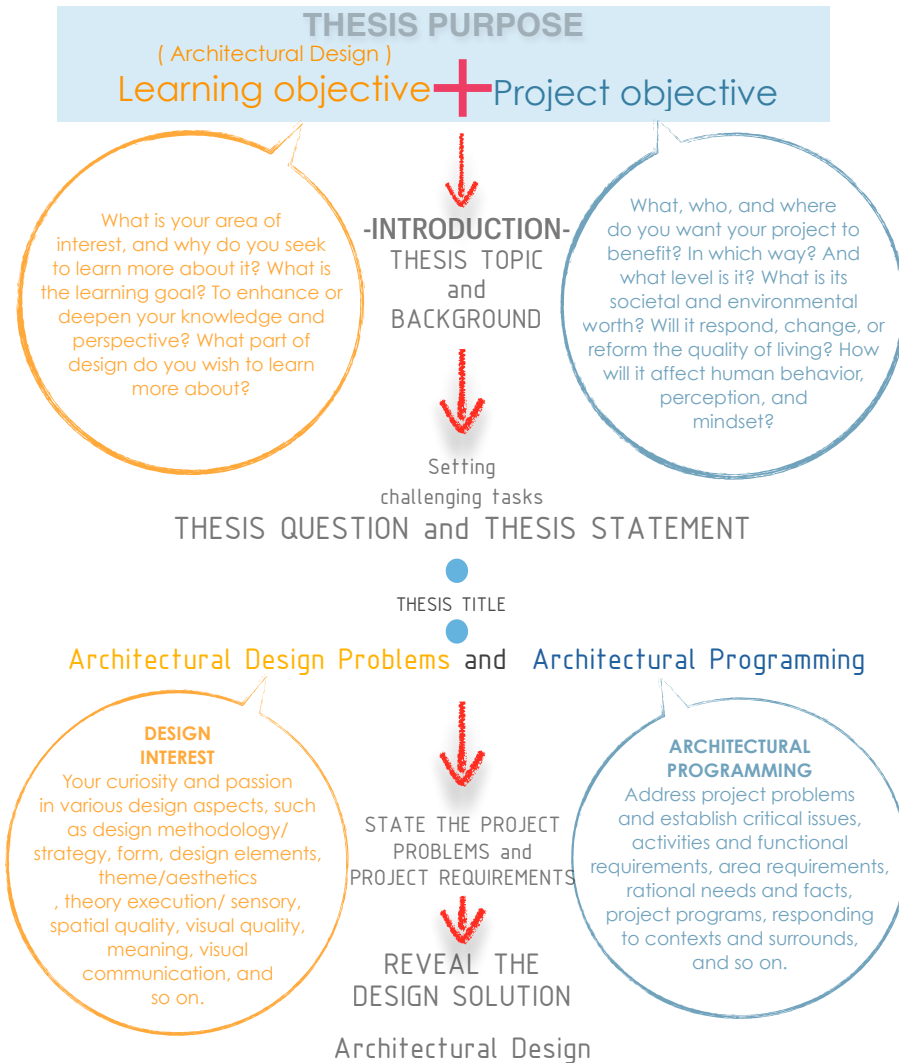 THESIS PURPOSE
( Architectural Design )
Learning objective + Project objective
What is your area of
interest, and why do you seek
to learn more about it? What is
the learning goal? To enhance or
deepen your knowledge and
perspective? What part of
design do you wish to learn
more about?
-INTRODUCTION-
THESIS TOPIC
and
BACKGROUND
What, who, and where
do you want your project to
benefit? In which way? And
what level is it? What is its
societal and environmental
worth? Will it respond, change, or
reform the quality of living? How
will it affect human behavior,
perception, and
mindset?
Setting
challenging tasks
THESIS QUESTION and THESIS STATEMENT
THESIS TITLE
Architectural Design Problems and Architectural Programming
DESIGN
INTEREST
Your curiosity and passion
in various design aspects, such
as design methodology/
strategy, form, design elements,
theme/aesthetics
, theory execution/ sensory,
spatial quality, visual quality,
meaning, visual
communication, and
so on.
STATE THE PROJECT
PROBLEMS and
PROJECT REQUIREMENTS
ARCHITECTURAL
PROGRAMMING
Address project problems
and establish critical issues,
activities and functional
requirements, area requirements,
rational needs and facts,
project programs, responding
to contexts and surrounds,
and so on.
REVEAL THE
DESIGN SOLUTION
Architectural Design